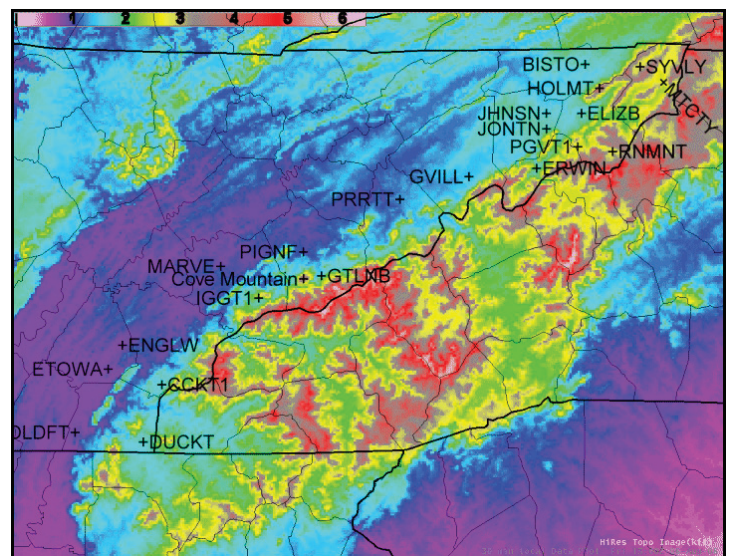 1 2 3 4 5 6
BISTO+
+SYVLY
HOLMT+
+MTCTY
JHNSN+
+ELIZB
JONTN+
PGVT1+
+RNMNT
+ERWIN
GVILL+
PRRTT+
PIGNF+
MARVE+
Cove Mountain+
+GTLNB
IGGT1+
+ENGLW
ETOWA+
+CCKT1
OLDFT+
+DUCKT
HiRes Topo Image(kft)